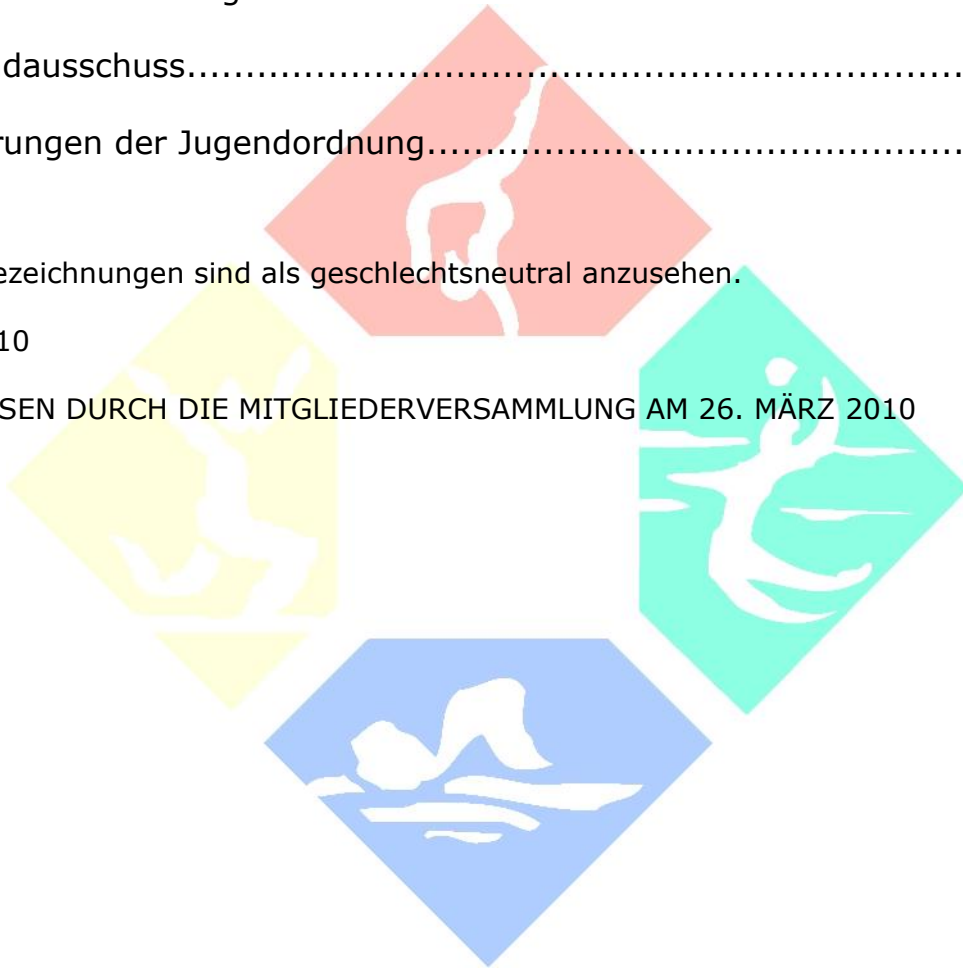 dausschuss.................................................................
rungen der Jugendordnung..............................................
ezeichnungen sind als geschlechtsneutral anzusehen.
10
SEN DURCH DIE MITGLIEDERVERSAMMLUNG AM 26. MÄRZ 2010